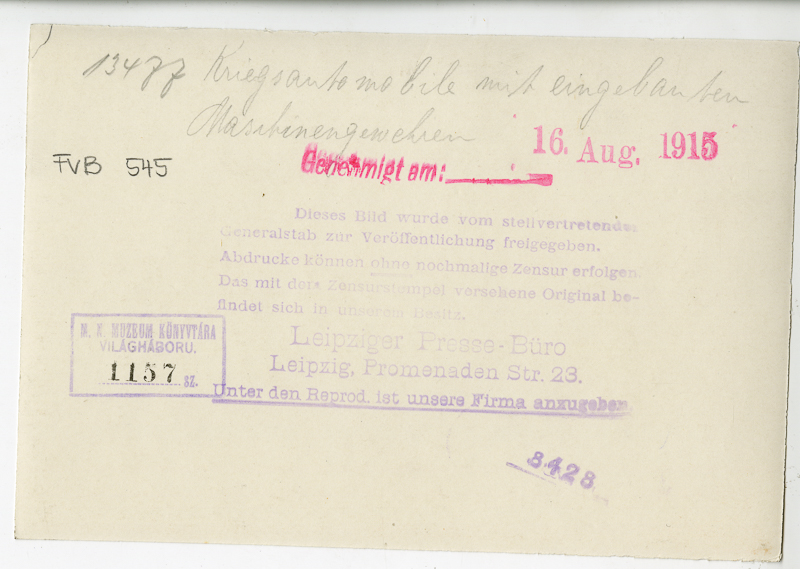 13477 Kriegsautomobile mit eingebauten
Maschinengewehren
16. Aug. 1915
FVB 545
Genehmigt am:
Dieses Bild wurde vom stellvertretenden
Generalstab zur Veröffentlichung freigegeben.
Abdrucke können ohne nochmalige Zensur erfolgen.
Das mit dem Zensurstempel versehene Original be-
findet sich in unserem Besitz.
M. N. MUZEUM KÖNYVTÁRA
VILÁGHÁBORU.
1157 SZ.
Leipziger Presse-Büro
Leipzig, Promenaden Str. 23.
Unter den Reprod. ist unsere Firma anzugeben.
8428